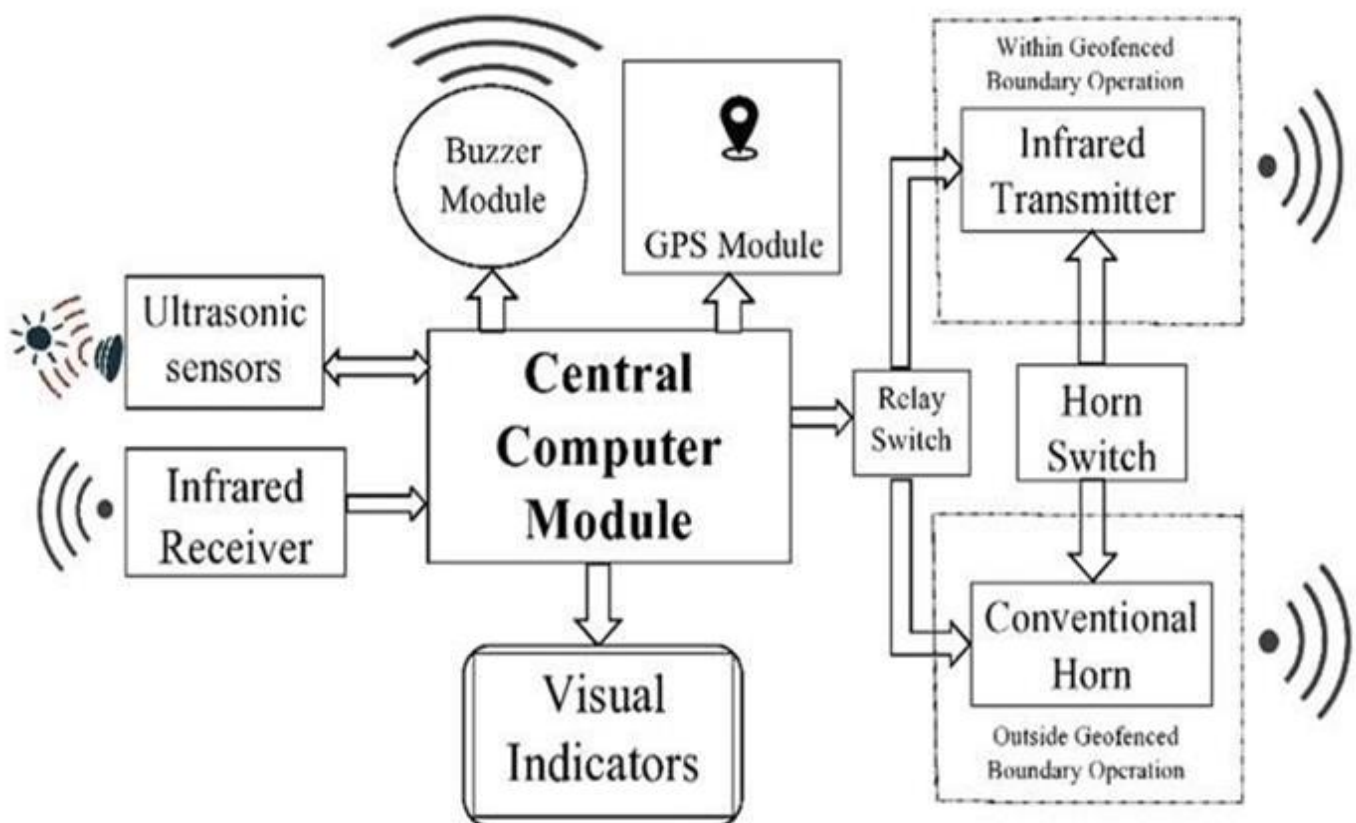 Buzzer
Module
GPS Module
Within Geofenced
Boundary Operation
Infrared
Transmitter
Ultrasonic
sensors
Central
Computer
Module
Relay
Switch
Horn
Switch
Infrared
Receiver
Visual
Indicators
Conventional
Horn
Outside Geofenced
Boundary Operation